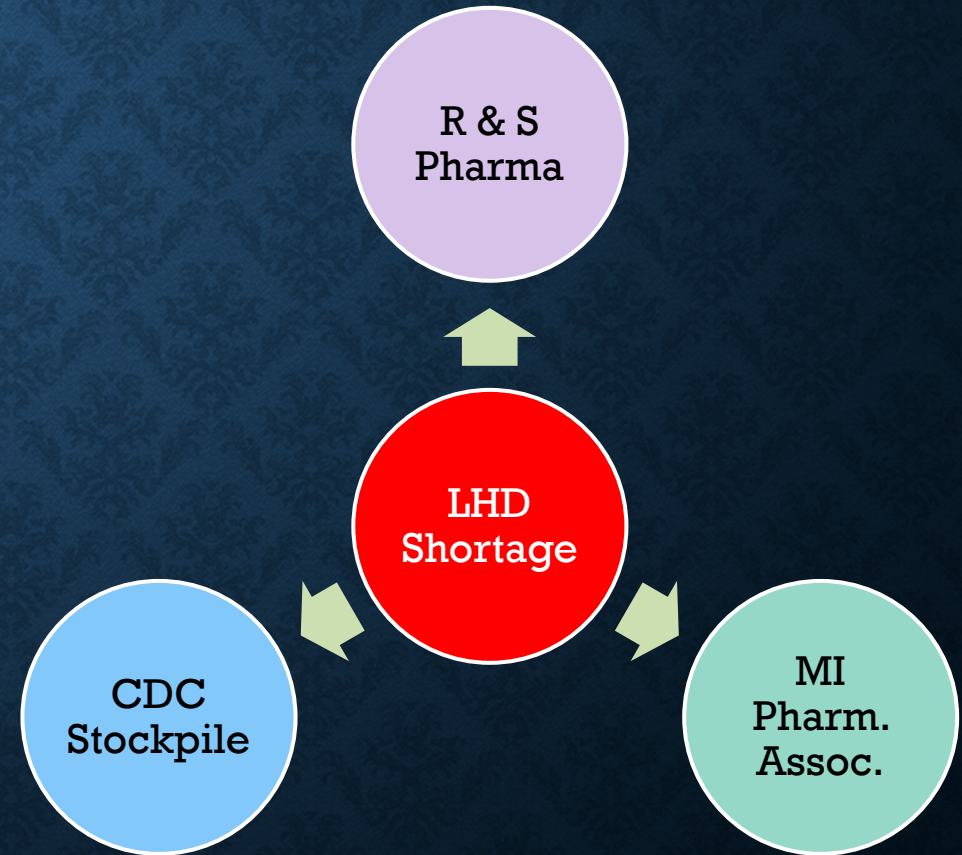 R & S
Pharma
LHD
Shortage
CDC
Stockpile
MI
Pharm.
Assoc.